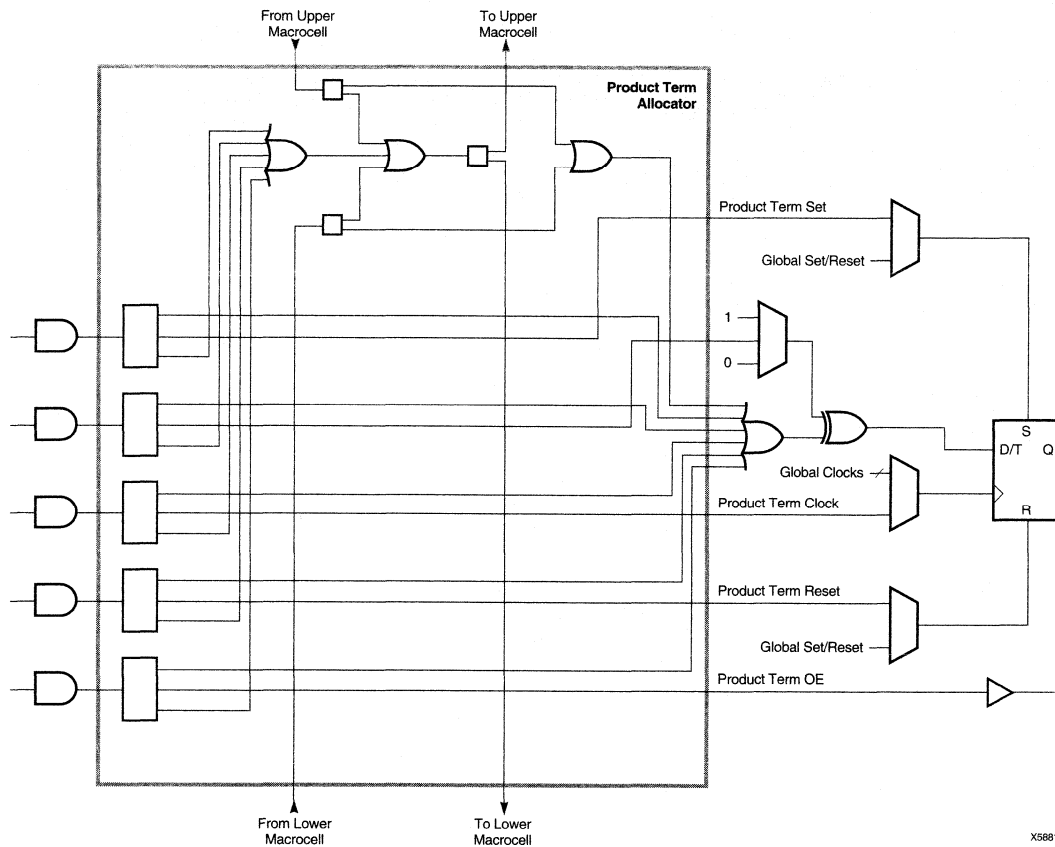 From Upper
Macrocell
To Upper
Macrocell
Product Term
Allocator
Product Term Set
Global Set/Reset
1
0
S
D/T Q
R
Global Clocks
Product Term Clock
Product Term Reset
Global Set/Reset
Product Term OE
From Lower
Macrocell
To Lower
Macrocell
X5881